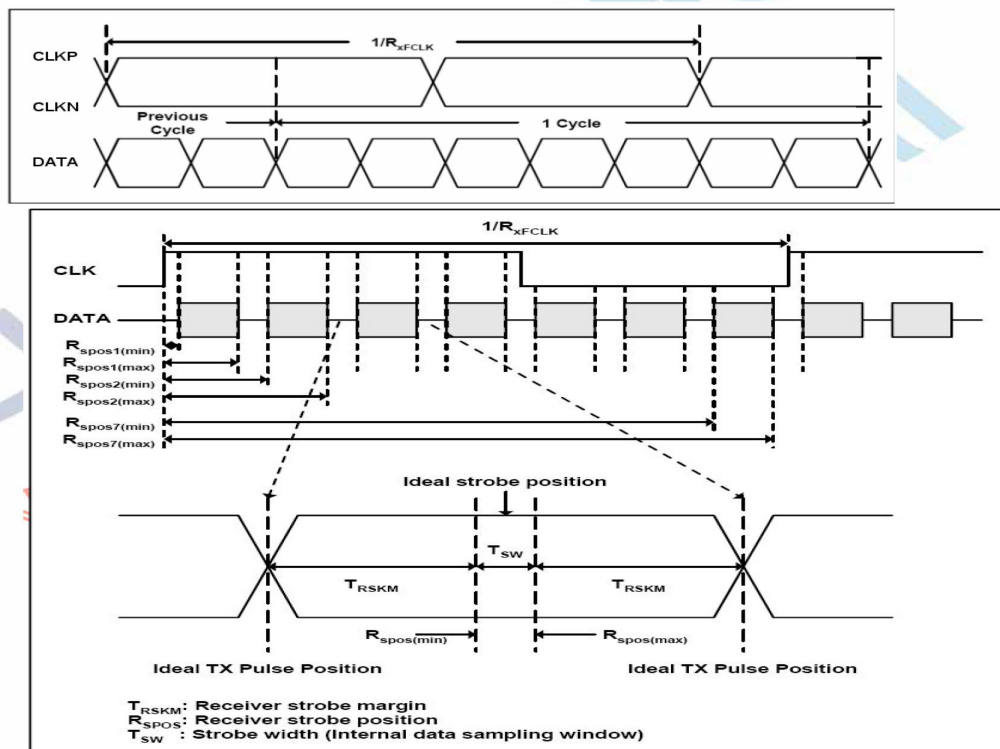 1/RxFCLK
CLKP
CLKN
Previous
Cycle
1 Cycle
DATA
1/RxFCLK
CLK
DATA
Rspos1(min)
Rspos1(max)
Rspos2(min)
Rspos2(max)
Rspos7(min)
Rspos7(max)
Ideal strobe position
TSW
TRSKM TRSKM
Rspos(min) Rspos(max)
Ideal TX Pulse Position Ideal TX Pulse Position
TRSKM: Receiver strobe margin
RSPOS: Receiver strobe position
TSW : Strobe width (Internal data sampling window)